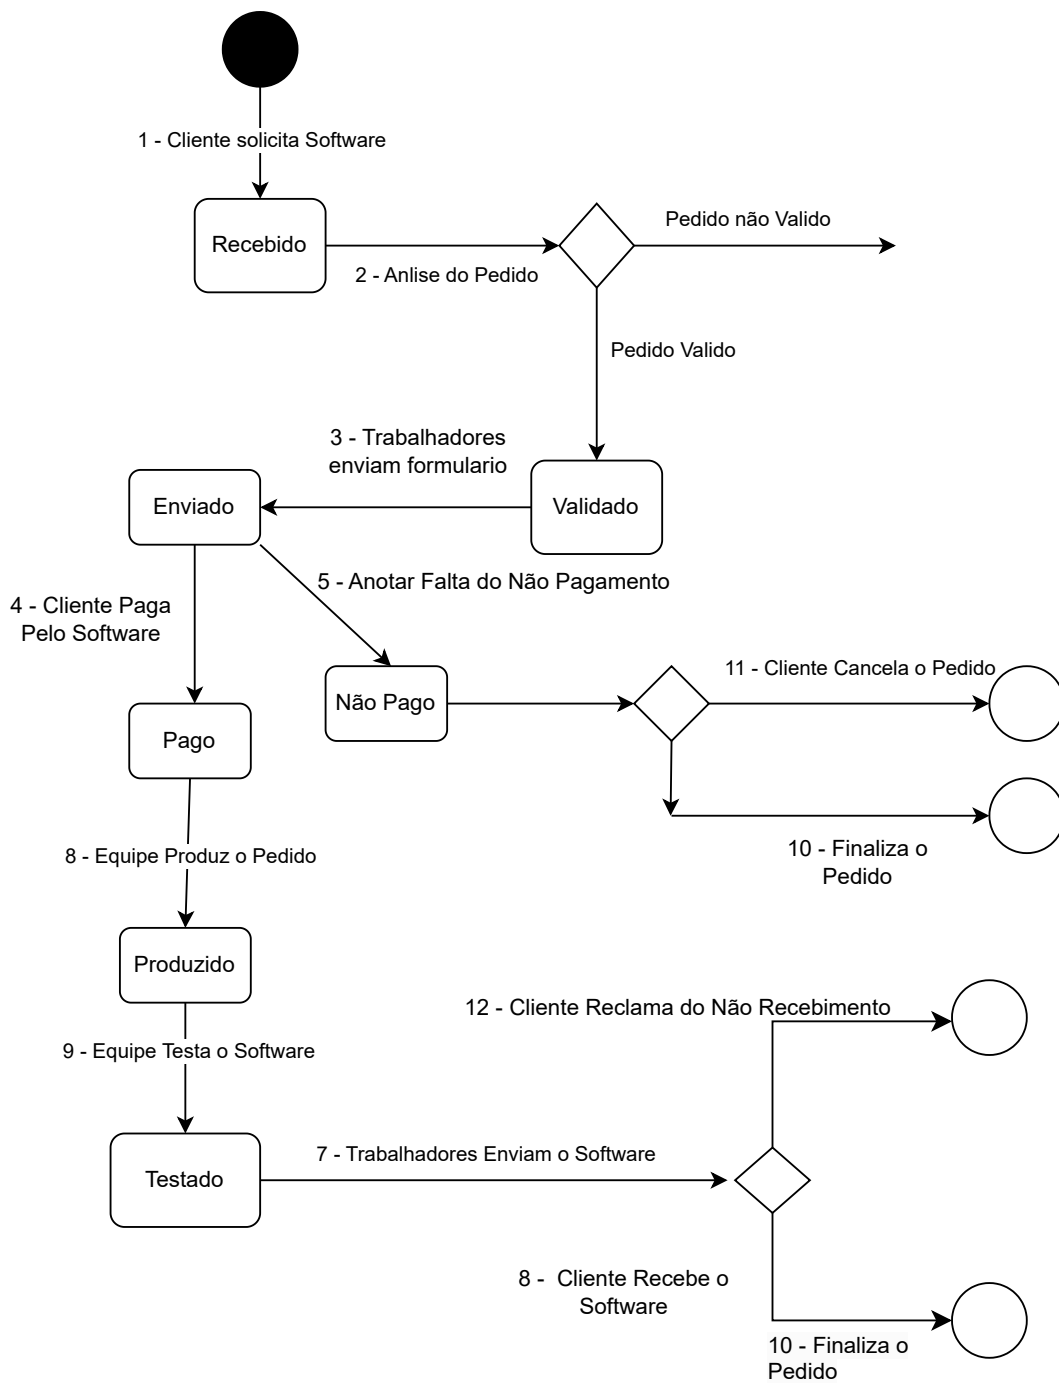 1 - Cliente solicita Software
Recebido
Pedido não Valido
2 - Anlise do Pedido
Pedido Valido
3 - Trabalhadores
enviam formulario
Enviado
Validado
5 - Anotar Falta do Não Pagamento
4 - Cliente Paga
Pelo Software
11 - Cliente Cancela o Pedido
Não Pago
Pago
10 - Finaliza o
Pedido
8 - Equipe Produz o Pedido
Produzido
12 - Cliente Reclama do Não Recebimento
9 - Equipe Testa o Software
7 - Trabalhadores Enviam o Software
Testado
8 -  Cliente Recebe o
Software
10 - Finaliza o
Pedido